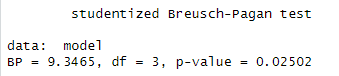 studentized Breusch-Pagan test
data:  model
BP = 9.3465, df = 3, p-value = 0.02502